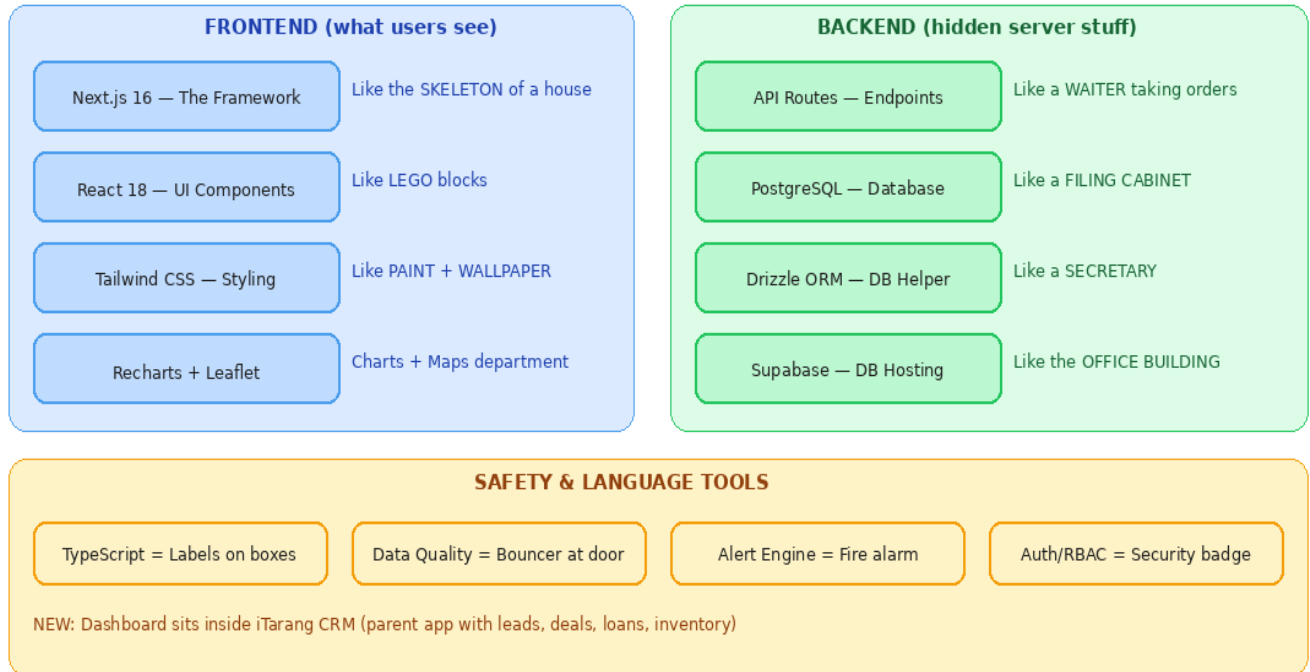 FRONTEND (what users see)
Next.js 16 — The Framework
Like the SKELETON of a house
React 18 — UI Components
Like LEGO blocks
Tailwind CSS — Styling
Like PAINT + WALLPAPER
Recharts + Leaflet
Charts + Maps department
BACKEND (hidden server stuff)
API Routes — Endpoints
Like a WAITER taking orders
PostgreSQL — Database
Like a FILING CABINET
Drizzle ORM — DB Helper
Like a SECRETARY
Supabase — DB Hosting
Like the OFFICE BUILDING
SAFETY & LANGUAGE TOOLS
TypeScript = Labels on boxes
Data Quality = Bouncer at door
Alert Engine = Fire alarm
Auth/RBAC = Security badge
NEW: Dashboard sits inside iTarang CRM (parent app with leads, deals, loans, inventory)